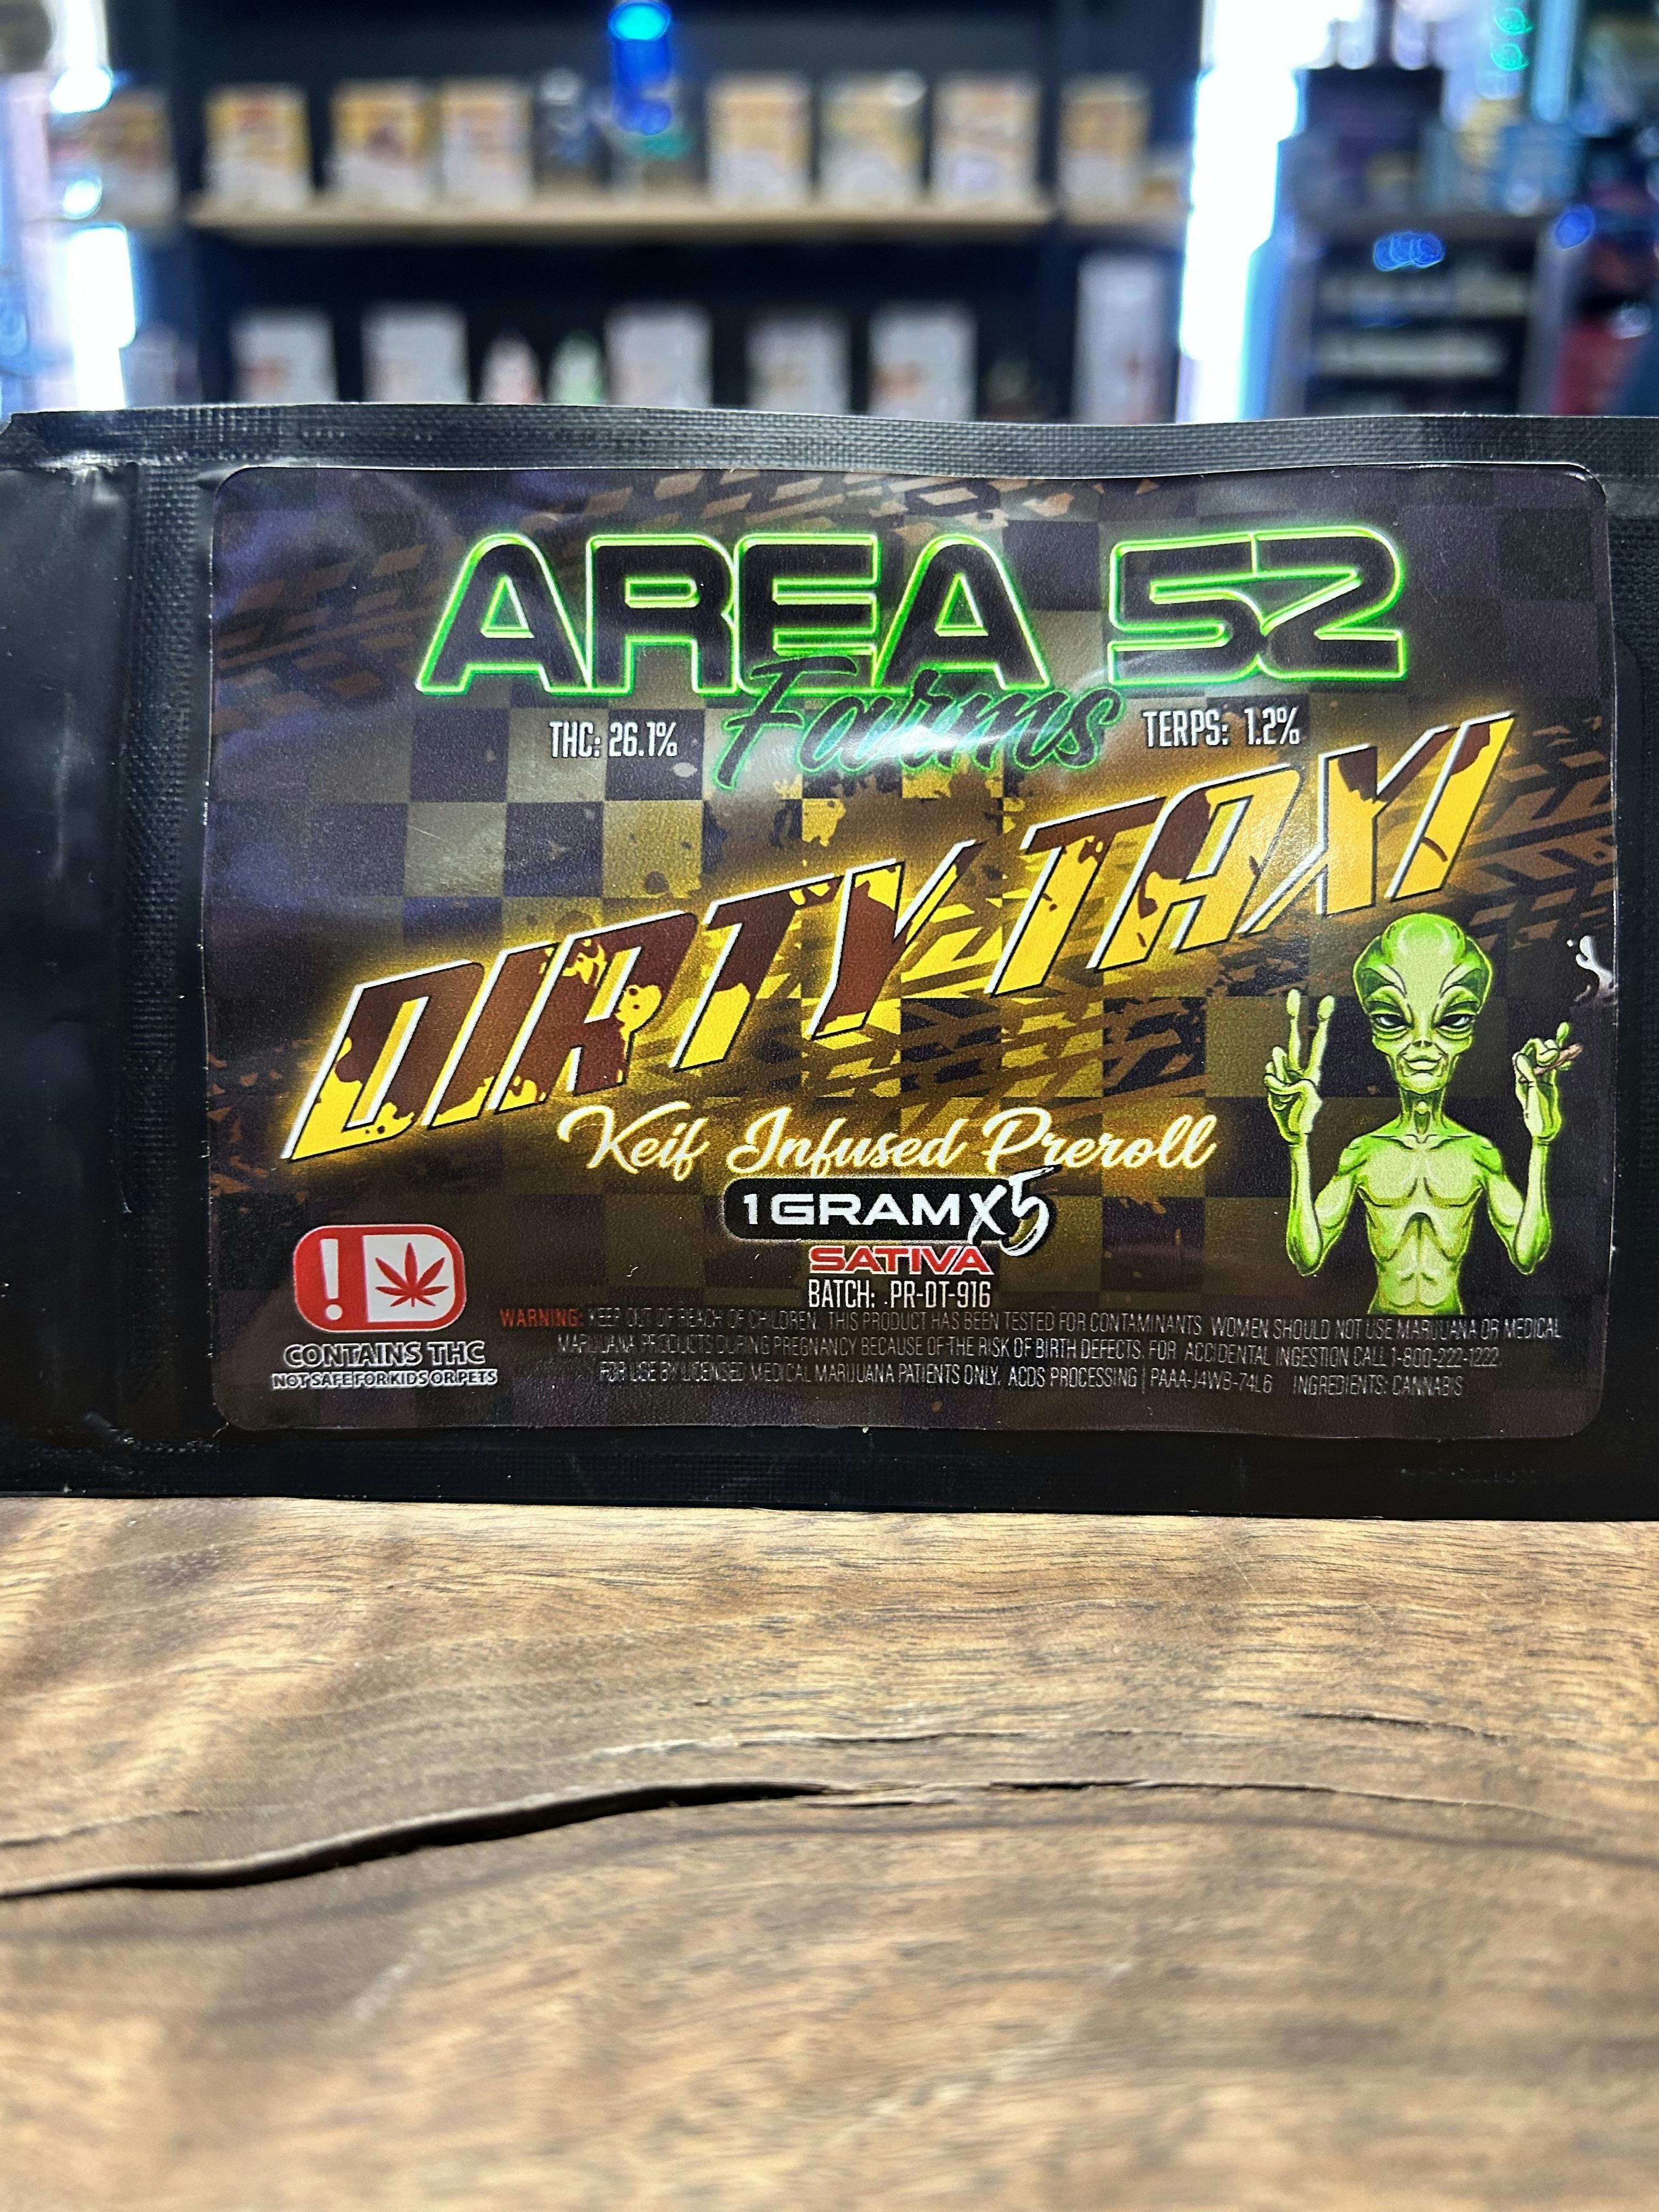 AREA 52
Farms
THC: 26.1%
TERPS: 1.2%
DIRTY TAXI
Keif Infused Preroll
1 GRAM X5
SATIVA
BATCH: PR-DT-916
CONTAINS THC
NOT SAFE FOR KIDS OR PETS
WARNING: KEEP OUT OF REACH OF CHILDREN. THIS PRODUCT HAS BEEN TESTED FOR CONTAMINANTS. WOMEN SHOULD NOT USE MARIJUANA OR MEDICAL
MARIJUANA PRODUCTS DURING PREGNANCY BECAUSE OF THE RISK OF BIRTH DEFECTS. FOR ACCIDENTAL INGESTION CALL 1-800-222-1222.
FOR USE BY LICENSED MEDICAL MARIJUANA PATIENTS ONLY. ACDS PROCESSING | PAAA-J4WB-74L6 INGREDIENTS: CANNABIS